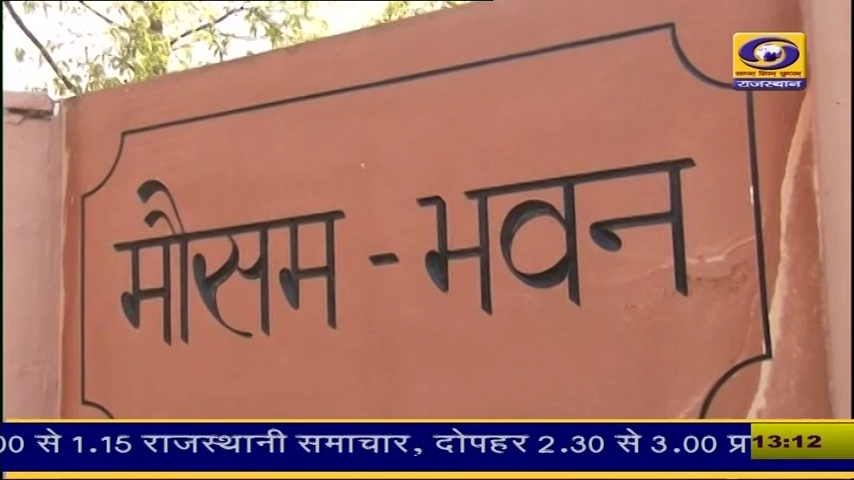 राजस्थान
मौसम - भवन
00 से 1.15 राजस्थानी समाचार, दोपहर 2.30 से 3.00 प्र
13:12